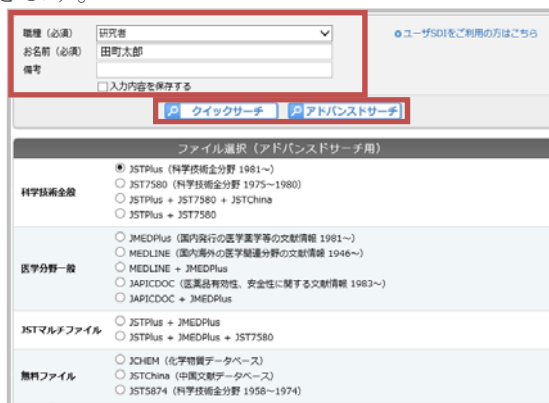 職種（必須） 研究者
ユーザSDIをご利用の方はこちら
お名前（必須） 田町太郎
備考
入力内容を保存する
クイックサーチ アドバンスドサーチ
ファイル選択（アドバンスドサーチ用）
科学技術全般
JSTPlus（科学技術全分野 1981～）
JST7580（科学技術全分野 1975～1980）
JSTPlus + JST7580 + JSTChina
JSTPlus + JST7580
医学分野一般
JMEDPlus（国内発行の医学薬学等の文献情報 1981～）
MEDLINE（国内海外の医学関連分野の文献情報 1946～）
MEDLINE + JMEDPlus
JAPICDOC（医薬品有効性、安全性に関する文献情報 1983～）
JAPICDOC + JMEDPlus
JSTマルチファイル
JSTPlus + JMEDPlus
JSTPlus + JMEDPlus + JST7580
無料ファイル
JCHEM（化学物質データベース）
JSTChina（中国文献データベース）
JST5874（科学技術全分野 1958～1974）